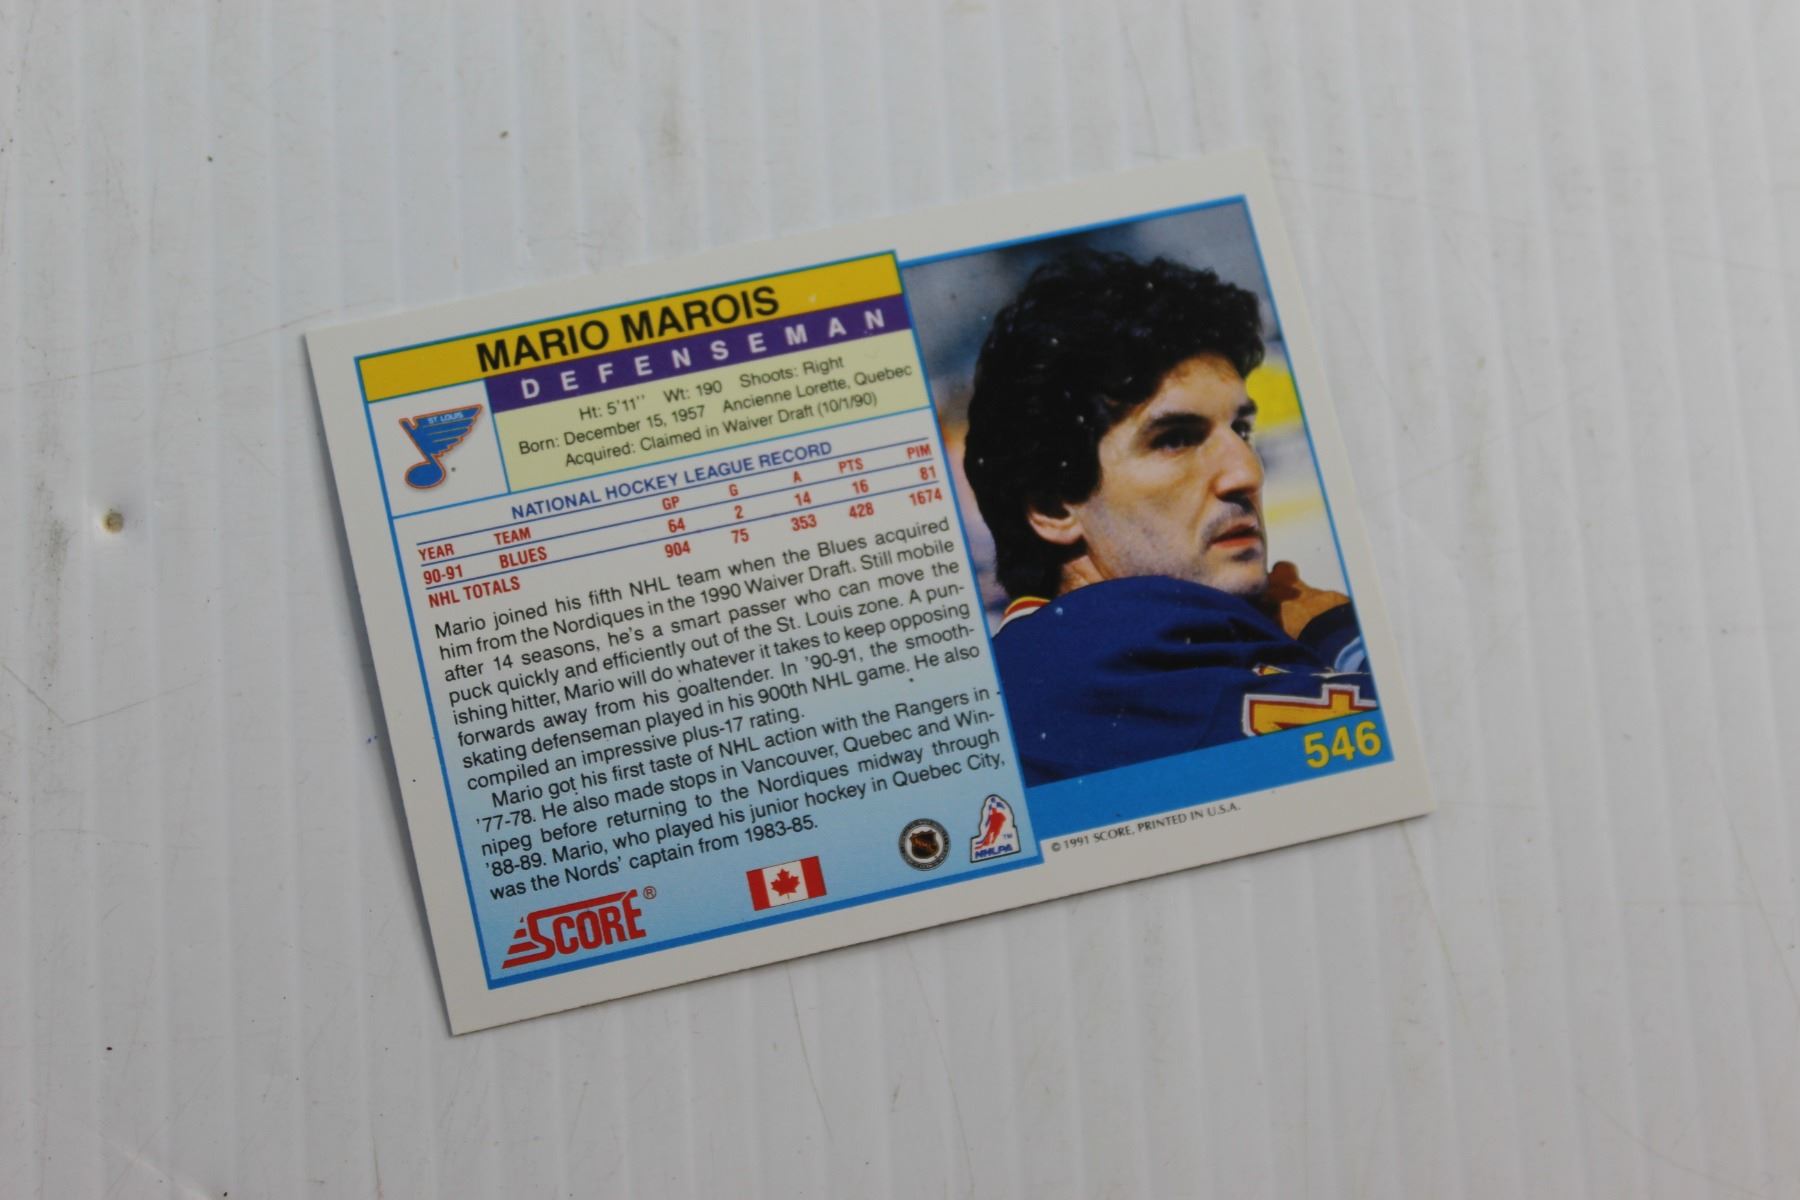 MARIO MAROIS
DEFENSEMAN
Ht: 5'11'' Wt: 190 Shoots: Right
Born: December 15, 1957 Ancienne Lorette, Quebec
Acquired: Claimed in Waiver Draft (10/1/90)
ST. LOUIS
NATIONAL HOCKEY LEAGUE RECORD
YEAR TEAM GP G A PTS PIM
90-91 BLUES 64 2 14 16 81
NHL TOTALS 904 75 353 428 1674
Mario joined his fifth NHL team when the Blues acquired
him from the Nordiques in the 1990 Waiver Draft. Still mobile
after 14 seasons, he's a smart passer who can move the
puck quickly and efficiently out of the St. Louis zone. A pun-
ishing hitter, Mario will do whatever it takes to keep opposing
forwards away from his goaltender. In '90-91, the smooth-
skating defenseman played in his 900th NHL game. He also
compiled an impressive plus-17 rating.
Mario got his first taste of NHL action with the Rangers in
'77-78. He also made stops in Vancouver, Quebec and Win-
nipeg before returning to the Nordiques midway through
'88-89. Mario, who played his junior hockey in Quebec City,
was the Nords' captain from 1983-85.
SCORE®
NHLPA™
546
© 1991 SCORE, PRINTED IN U.S.A.